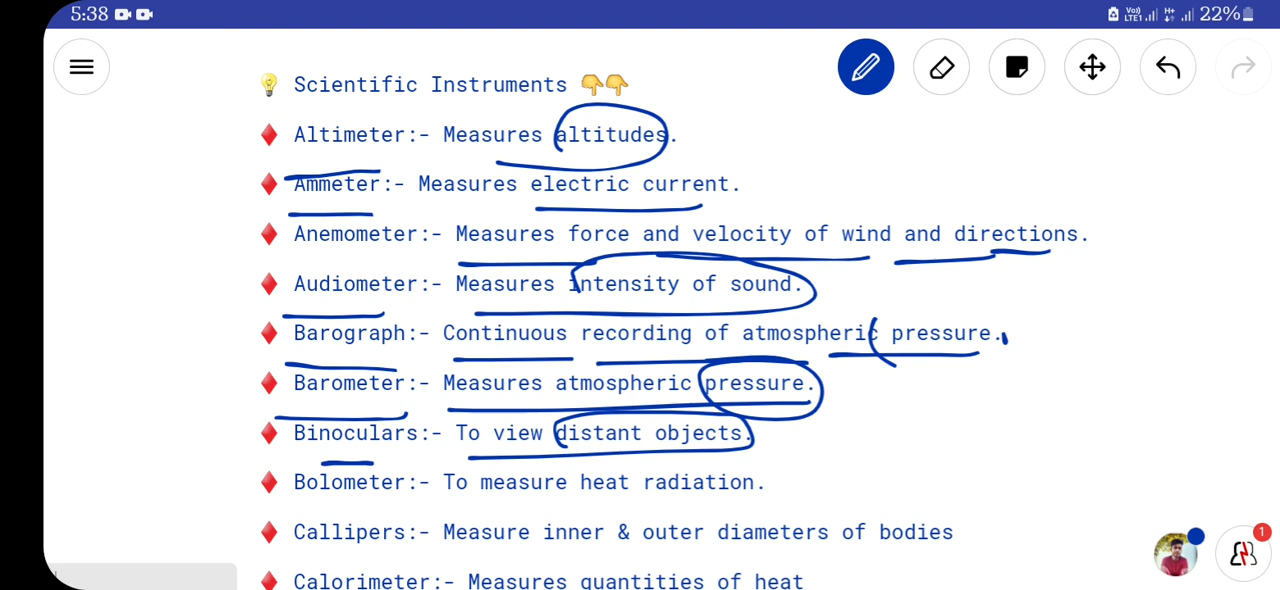 5:38 Vo) LTE1 H+ 22%
💡 Scientific Instruments 👇👇
♦️ Altimeter:- Measures altitudes.
♦️ Ammeter:- Measures electric current.
♦️ Anemometer:- Measures force and velocity of wind and directions.
♦️ Audiometer:- Measures intensity of sound.
♦️ Barograph:- Continuous recording of atmospheric pressure.
♦️ Barometer:- Measures atmospheric pressure.
♦️ Binoculars:- To view distant objects.
♦️ Bolometer:- To measure heat radiation.
♦️ Callipers:- Measure inner & outer diameters of bodies
♦️ Calorimeter:- Measures quantities of heat
1